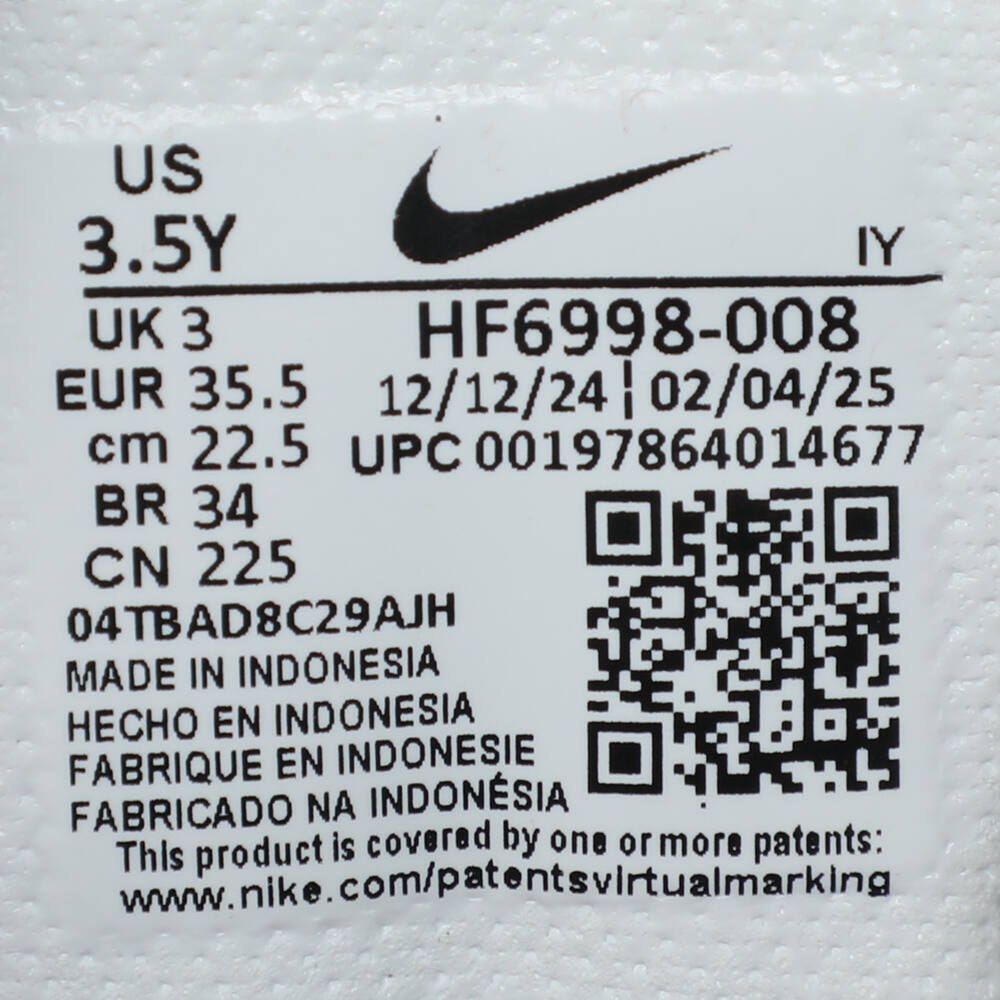 US
3.5Y
IY
UK 3
HF6998-008
EUR 35.5
12/12/24 ¦ 02/04/25
cm 22.5
UPC 00197864014677
BR 34
CN 225
04TBAD8C29AJH
MADE IN INDONESIA
HECHO EN INDONESIA
FABRIQUE EN INDONESIE
FABRICADO NA INDONÉSIA
This product is covered by one or more patents:
www.nike.com/patentsvirtualmarking